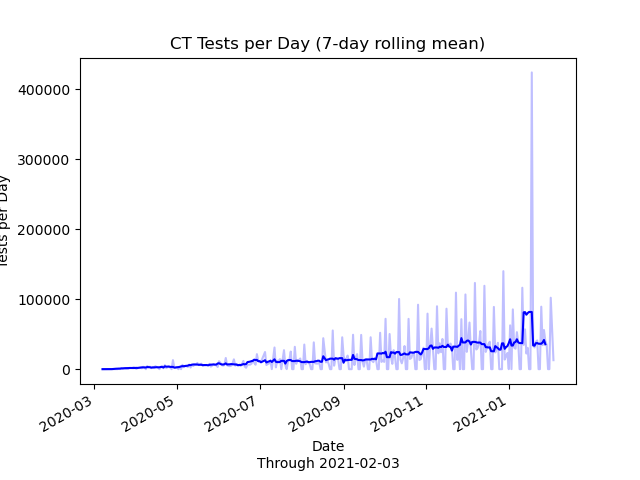 CT Tests per Day (7-day rolling mean)
400000
300000
200000
100000
0
Tests per Day
2020-03
2020-05
2020-07
2020-09
2020-11
2021-01
Date
Through 2021-02-03